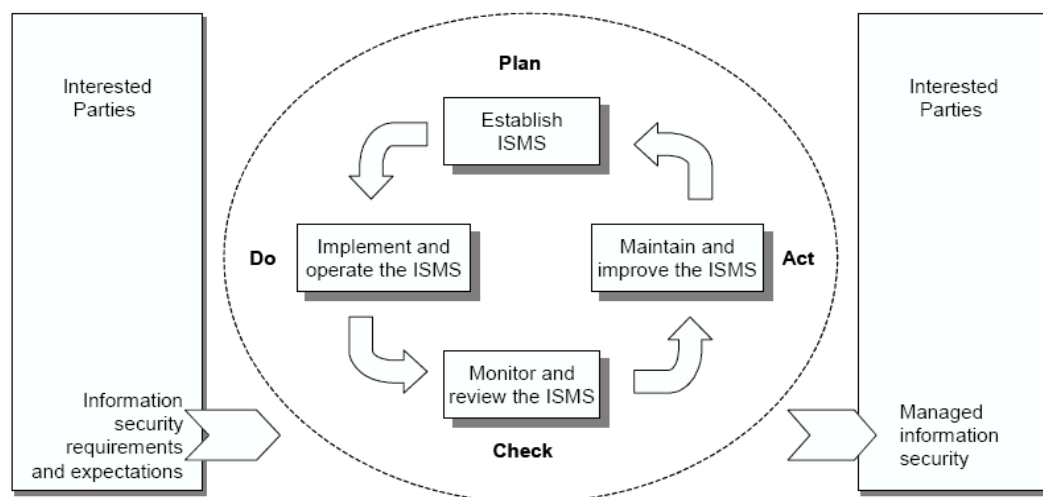 Interested
Parties
Information
security
requirements
and expectations
Plan
Establish
ISMS
Do
Implement and
operate the ISMS
Maintain and
improve the ISMS
Act
Monitor and
review the ISMS
Check
Interested
Parties
Managed
information
security